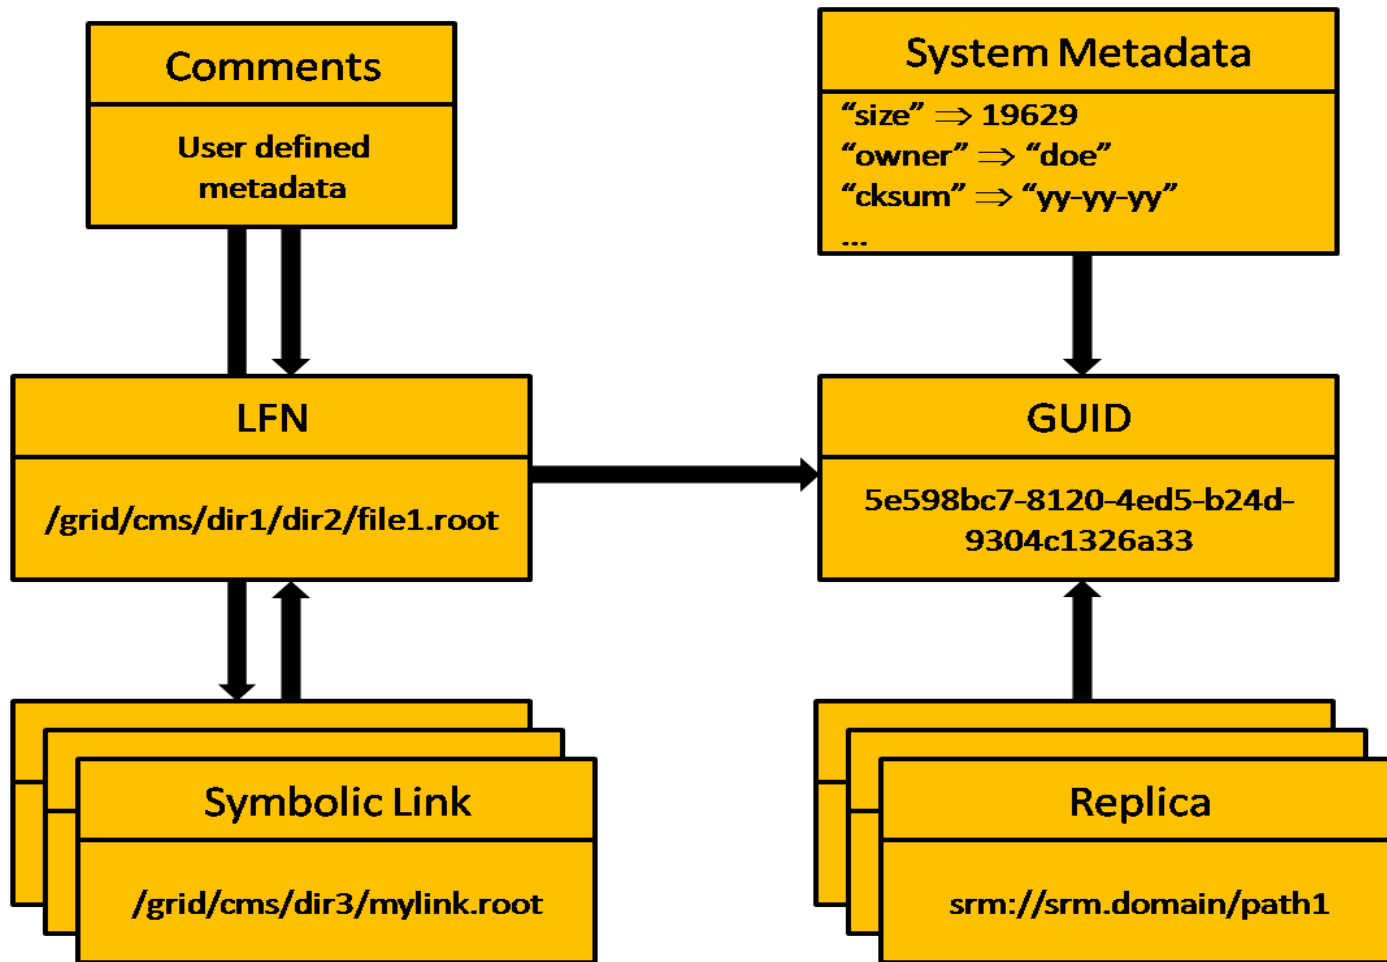 Comments
User defined
metadata
System Metadata
“size” ⇒ 19629
“owner” ⇒ “doe”
“cksum” ⇒ “yy-yy-yy”
...
LFN
/grid/cms/dir1/dir2/file1.root
GUID
5e598bc7-8120-4ed5-b24d-
9304c1326a33
Symbolic Link
/grid/cms/dir3/mylink.root
Replica
srm://srm.domain/path1